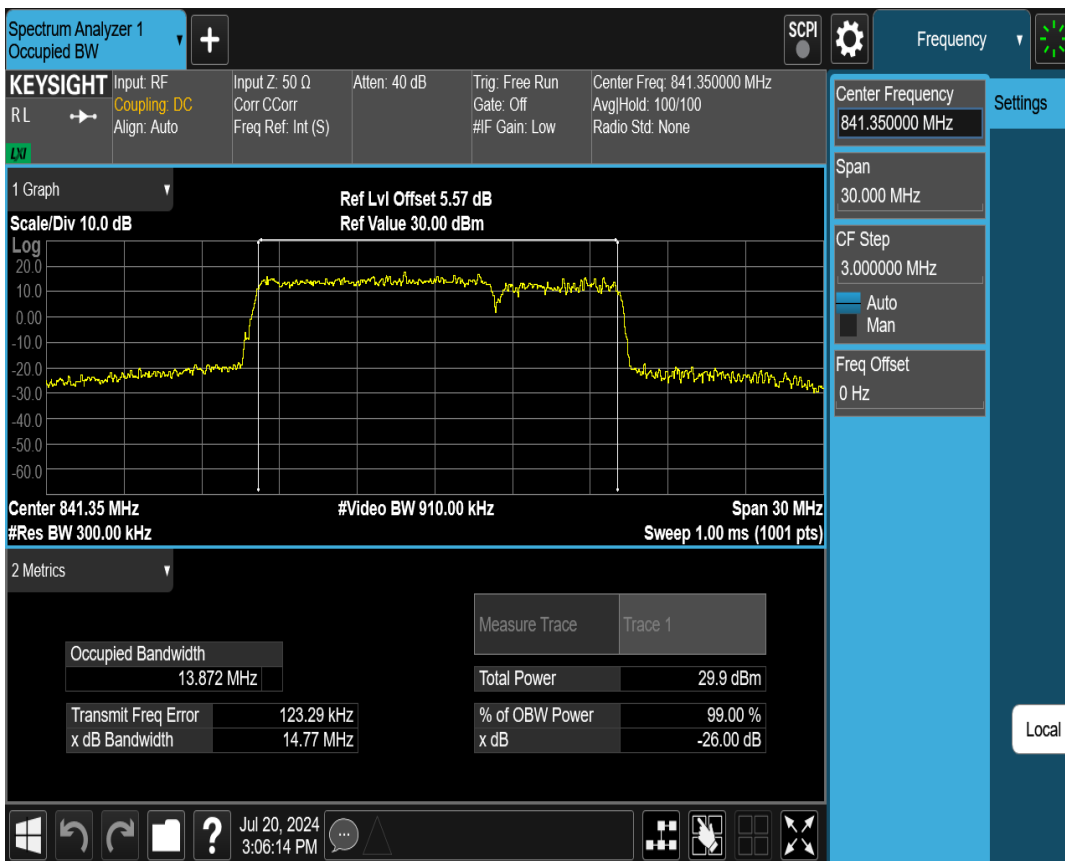 Spectrum Analyzer 1
Occupied BW
SCPI
Frequency
KEYSIGHT
RL
LXI
Input: RF
Coupling: DC
Align: Auto
Input Z: 50 Ω
Corr CCorr
Freq Ref: Int (S)
Atten: 40 dB
Trig: Free Run
Gate: Off
#IF Gain: Low
Center Freq: 841.350000 MHz
Avg|Hold: 100/100
Radio Std: None
Center Frequency
841.350000 MHz
Settings
Span
30.000 MHz
CF Step
3.000000 MHz
Auto
Man
Freq Offset
0 Hz
1 Graph
Scale/Div 10.0 dB
Ref Lvl Offset 5.57 dB
Ref Value 30.00 dBm
Log
20.0
10.0
0.00
-10.0
-20.0
-30.0
-40.0
-50.0
-60.0
Center 841.35 MHz
#Video BW 910.00 kHz
Span 30 MHz
#Res BW 300.00 kHz
Sweep 1.00 ms (1001 pts)
2 Metrics
Measure Trace Trace 1
Occupied Bandwidth
13.872 MHz
Total Power 29.9 dBm
Transmit Freq Error 123.29 kHz
% of OBW Power 99.00 %
x dB Bandwidth 14.77 MHz
x dB -26.00 dB
Local
?
Jul 20, 2024
3:06:14 PM